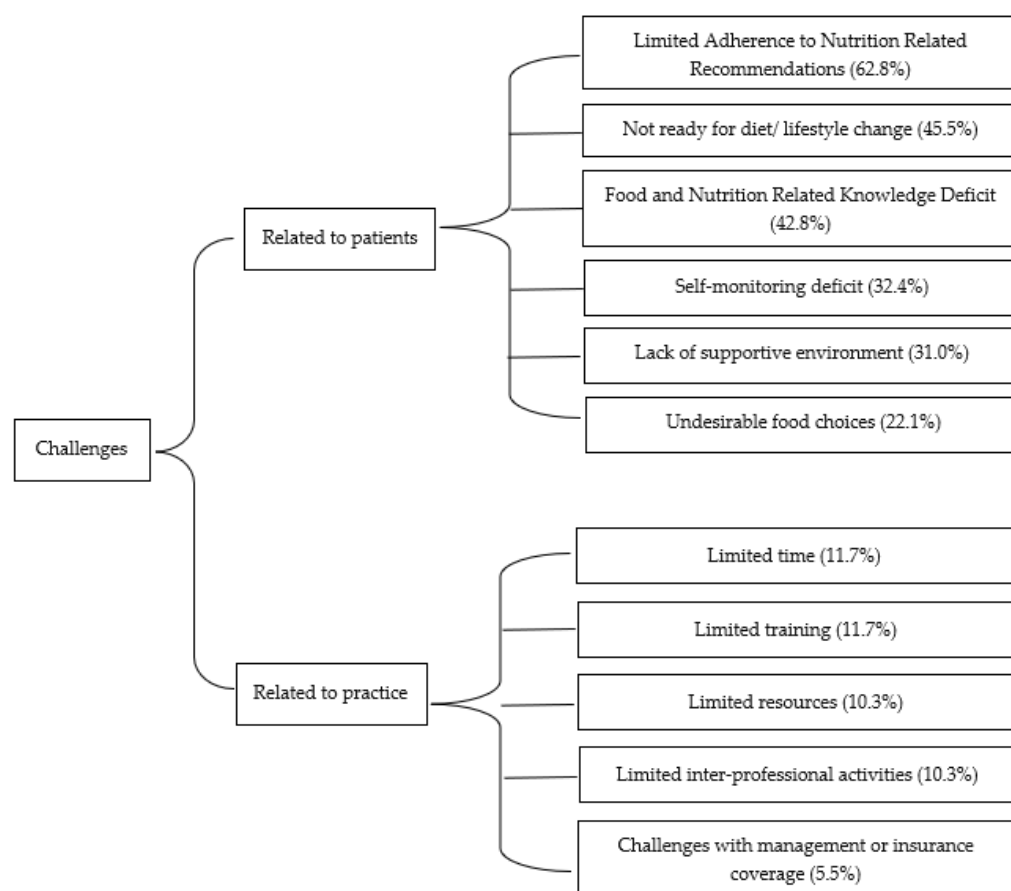 Challenges
Related to patients
Limited Adherence to Nutrition Related
Recommendations (62.8%)
Not ready for diet/ lifestyle change (45.5%)
Food and Nutrition Related Knowledge Deficit
(42.8%)
Self-monitoring deficit (32.4%)
Lack of supportive environment (31.0%)
Undesirable food choices (22.1%)
Related to practice
Limited time (11.7%)
Limited training (11.7%)
Limited resources (10.3%)
Limited inter-professional activities (10.3%)
Challenges with management or insurance
coverage (5.5%)